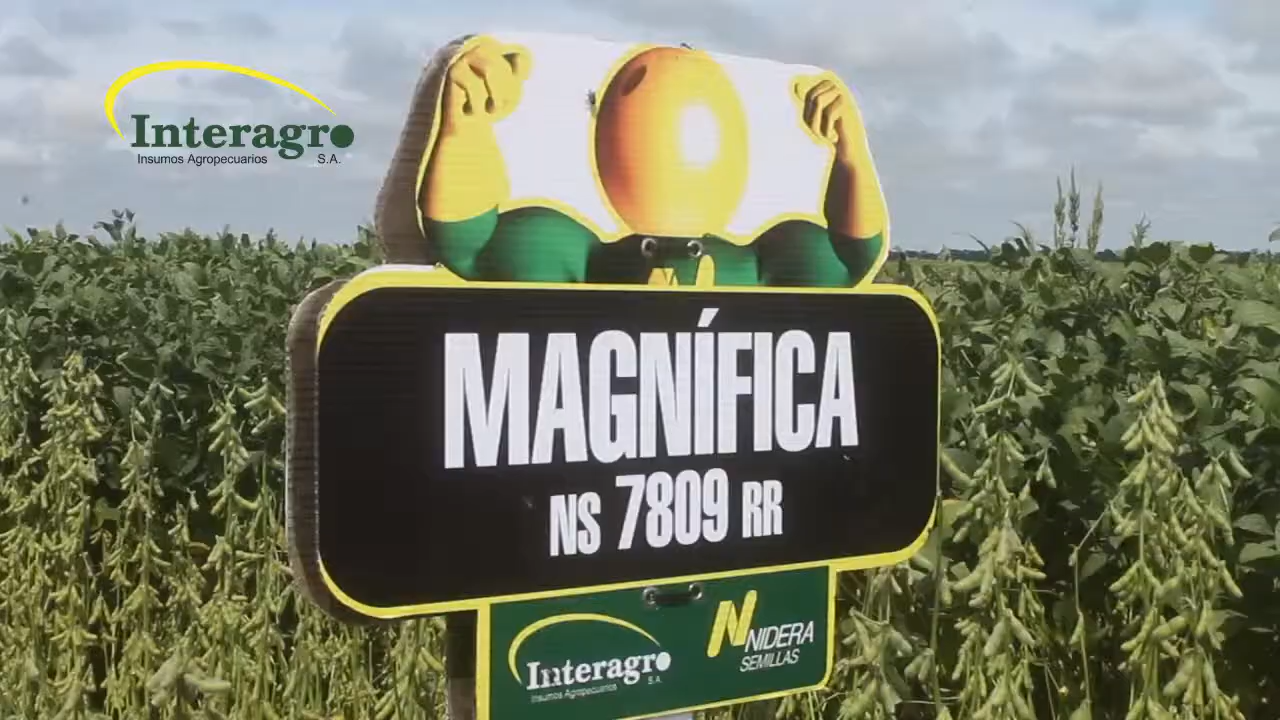 Interagro
Insumos Agropecuarios S.A.
MAGNÍFICA
NS 7809 RR
Interagro
Insumos Agropecuarios S.A.
N NIDERA
SEMILLAS